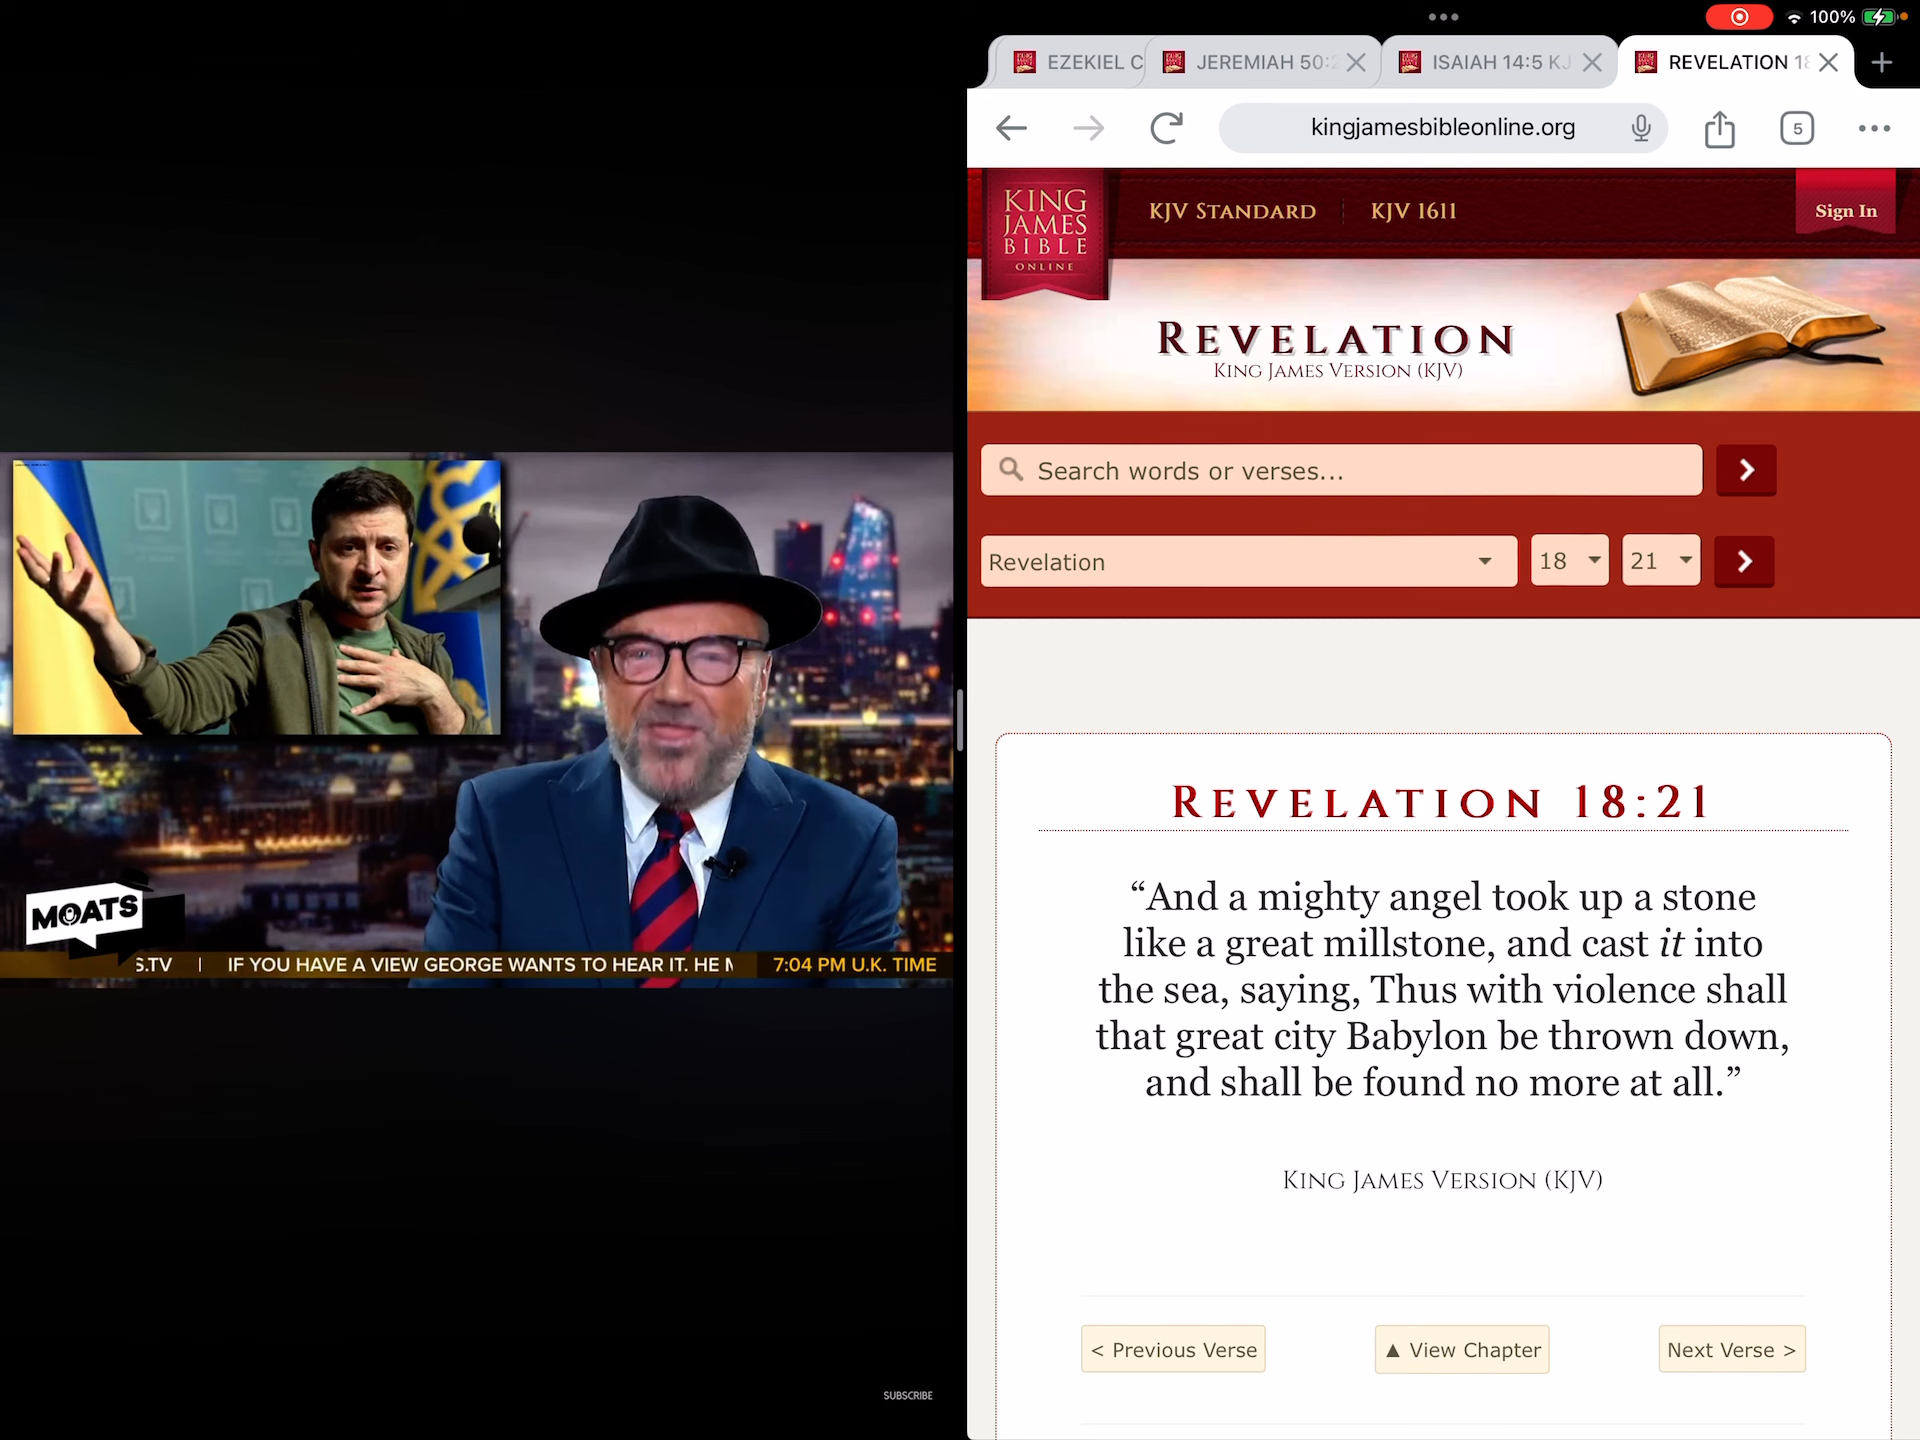 MOATS
S.TV | IF YOU HAVE A VIEW GEORGE WANTS TO HEAR IT. HE 7:04 PM U.K. TIME
SUBSCRIBE
100%
EZEKIEL C
JEREMIAH 50:2
ISAIAH 14:5 KJ
REVELATION 18
kingjamesbibleonline.org
5
KING
JAMES
BIBLE
ONLINE
KJV STANDARD
KJV 1611
Sign In
REVELATION
KING JAMES VERSION (KJV)
Search words or verses...
Revelation 18 21
REVELATION 18:21
“And a mighty angel took up a stone
like a great millstone, and cast it into
the sea, saying, Thus with violence shall
that great city Babylon be thrown down,
and shall be found no more at all.”
KING JAMES VERSION (KJV)
< Previous Verse
▲ View Chapter
Next Verse >